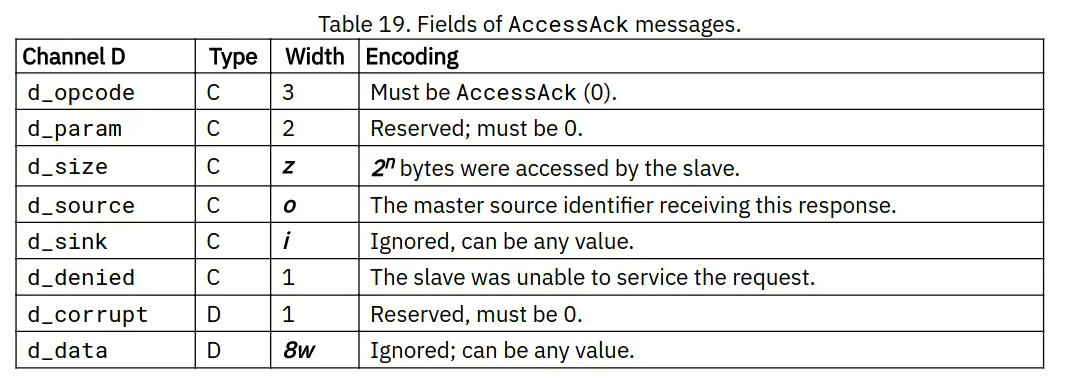 Table 19. Fields of AccessAck messages.
Channel D Type Width Encoding
d_opcode C 3 Must be AccessAck (0).
d_param C 2 Reserved; must be 0.
d_size C z 2ⁿ bytes were accessed by the slave.
d_source C o The master source identifier receiving this response.
d_sink C i Ignored, can be any value.
d_denied C 1 The slave was unable to service the request.
d_corrupt D 1 Reserved, must be 0.
d_data D 8w Ignored; can be any value.